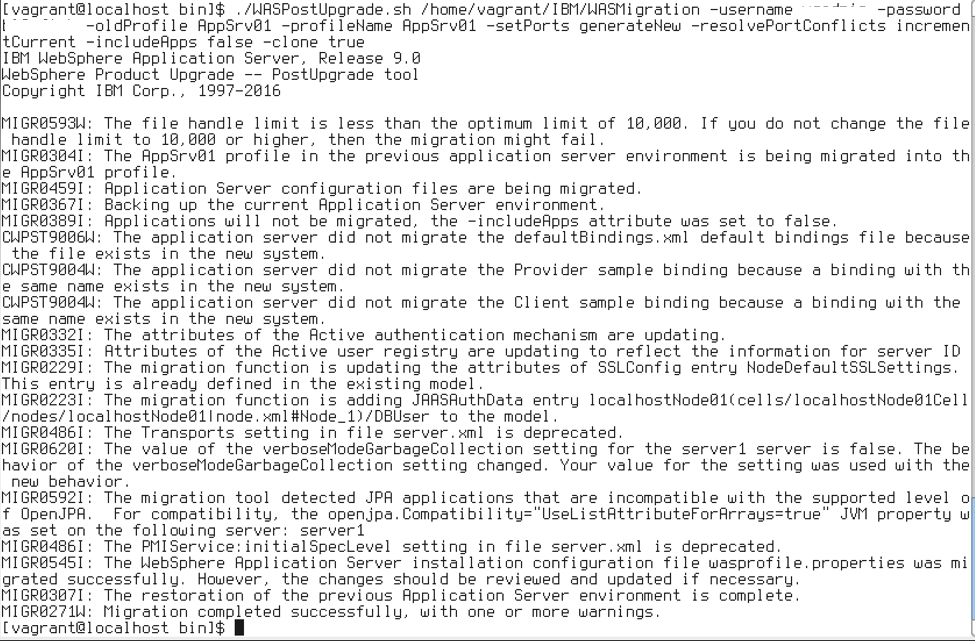 [vagrant@localhost bin]$ ./WASPostUpgrade.sh /home/vagrant/IBM/WASMigration -username -password
-oldProfile AppSrv01 -profileName AppSrv01 -setPorts generateNew -resolvePortConflicts incremen
tCurrent -includeApps false -clone true
IBM WebSphere Application Server, Release 9.0
WebSphere Product Upgrade -- PostUpgrade tool
Copyright IBM Corp., 1997-2016
MIGR0593W: The file handle limit is less than the optimum limit of 10,000. If you do not change the file
handle limit to 10,000 or higher, then the migration might fail.
MIGR0304I: The AppSrv01 profile in the previous application server environment is being migrated into th
e AppSrv01 profile.
MIGR0459I: Application Server configuration files are being migrated.
MIGR0367I: Backing up the current Application Server environment.
MIGR0389I: Applications will not be migrated, the -includeApps attribute was set to false.
CWPST9006W: The application server did not migrate the defaultBindings.xml default bindings file because
the file exists in the new system.
CWPST9004W: The application server did not migrate the Provider sample binding because a binding with th
e same name exists in the new system.
CWPST9004W: The application server did not migrate the Client sample binding because a binding with the
same name exists in the new system.
MIGR0332I: The attributes of the Active authentication mechanism are updating.
MIGR0335I: Attributes of the Active user registry are updating to reflect the information for server ID
MIGR0229I: The migration function is updating the attributes of SSLConfig entry NodeDefaultSSLSettings.
This entry is already defined in the existing model.
MIGR0223I: The migration function is adding JAASAuthData entry localhostNode01(cells/localhostNode01Cell
/nodes/localhostNode01|node.xml#Node_1)/DBUser to the model.
MIGR0486I: The Transports setting in file server.xml is deprecated.
MIGR0620I: The value of the verboseModeGarbageCollection setting for the server1 server is false. The be
havior of the verboseModeGarbageCollection setting changed. Your value for the setting was used with the
new behavior.
MIGR0592I: The migration tool detected JPA applications that are incompatible with the supported level o
f OpenJPA.  For compatibility, the openjpa.Compatibility="UseListAttributeForArrays=true" JVM property w
as set on the following server: server1
MIGR0486I: The PMIService:initialSpecLevel setting in file server.xml is deprecated.
MIGR0545I: The WebSphere Application Server installation configuration file wasprofile.properties was mi
grated successfully. However, the changes should be reviewed and updated if necessary.
MIGR0307I: The restoration of the previous Application Server environment is complete.
MIGR0271W: Migration completed successfully, with one or more warnings.
[vagrant@localhost bin]$